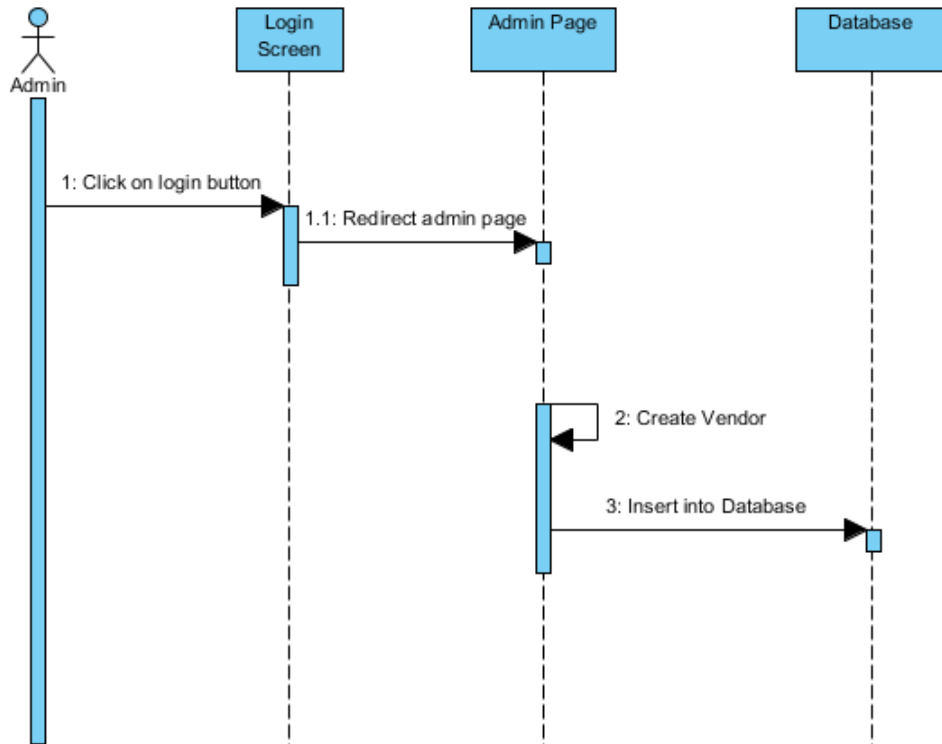 Login
Screen
Admin Page
Database
Admin
1: Click on login button
1.1: Redirect admin page
2: Create Vendor
3: Insert into Database